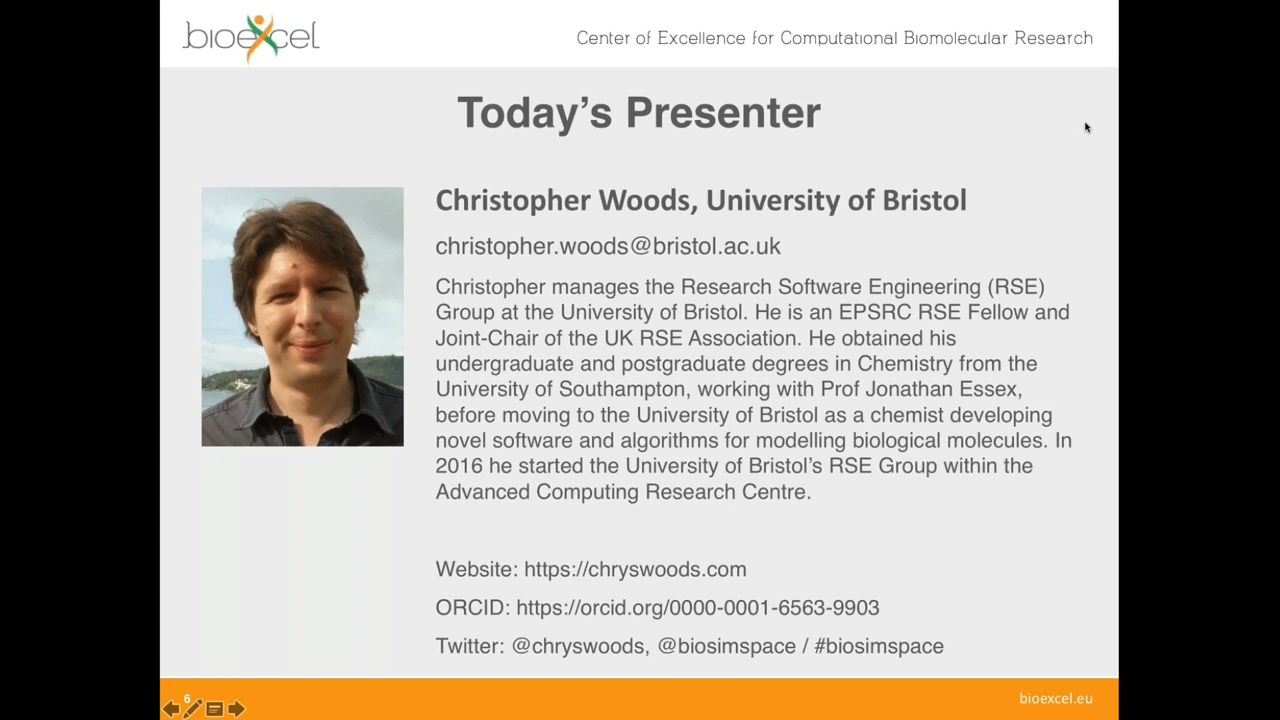 bioexcel
Center of Excellence for Computational Biomolecular Research
Today's Presenter
Christopher Woods, University of Bristol
christopher.woods@bristol.ac.uk
Christopher manages the Research Software Engineering (RSE)
Group at the University of Bristol. He is an EPSRC RSE Fellow and
Joint-Chair of the UK RSE Association. He obtained his
undergraduate and postgraduate degrees in Chemistry from the
University of Southampton, working with Prof Jonathan Essex,
before moving to the University of Bristol as a chemist developing
novel software and algorithms for modelling biological molecules. In
2016 he started the University of Bristol's RSE Group within the
Advanced Computing Research Centre.
Website: https://chryswoods.com
ORCID: https://orcid.org/0000-0001-6563-9903
Twitter: @chryswoods, @biosimspace / #biosimspace
6
bioexcel.eu